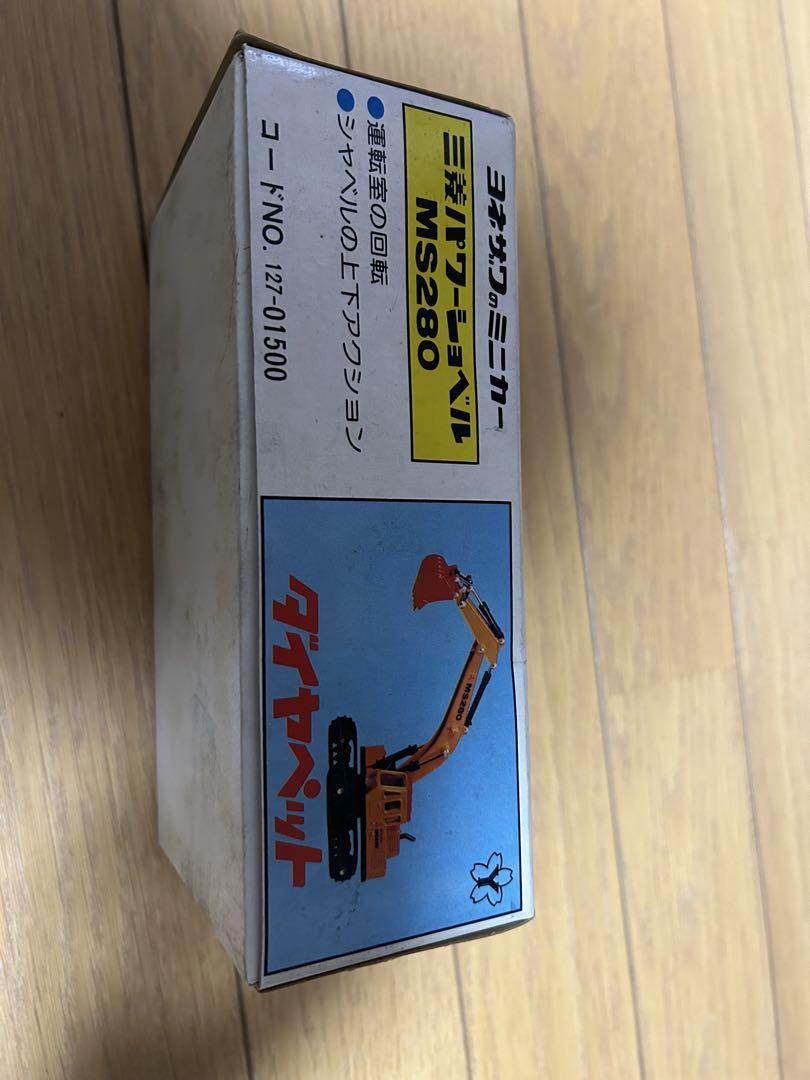 ヨネザワのミニカー
三菱パワーショベル
MS280
●運転室の回転
●シャベルの上下アクション
コードNO. 127-01500
MS280
ダイヤペット
Y